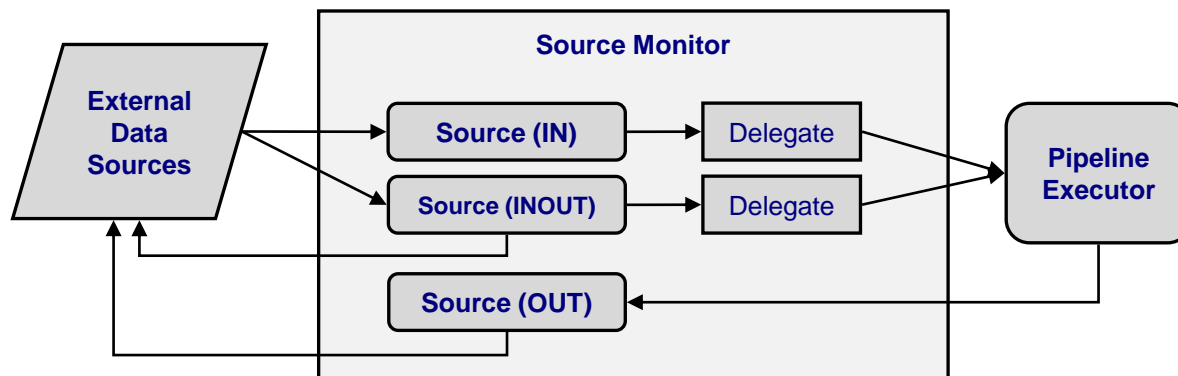 Source Monitor
External
Data
Sources
Source (IN)
Delegate
Pipeline
Executor
Source (INOUT)
Delegate
Source (OUT)